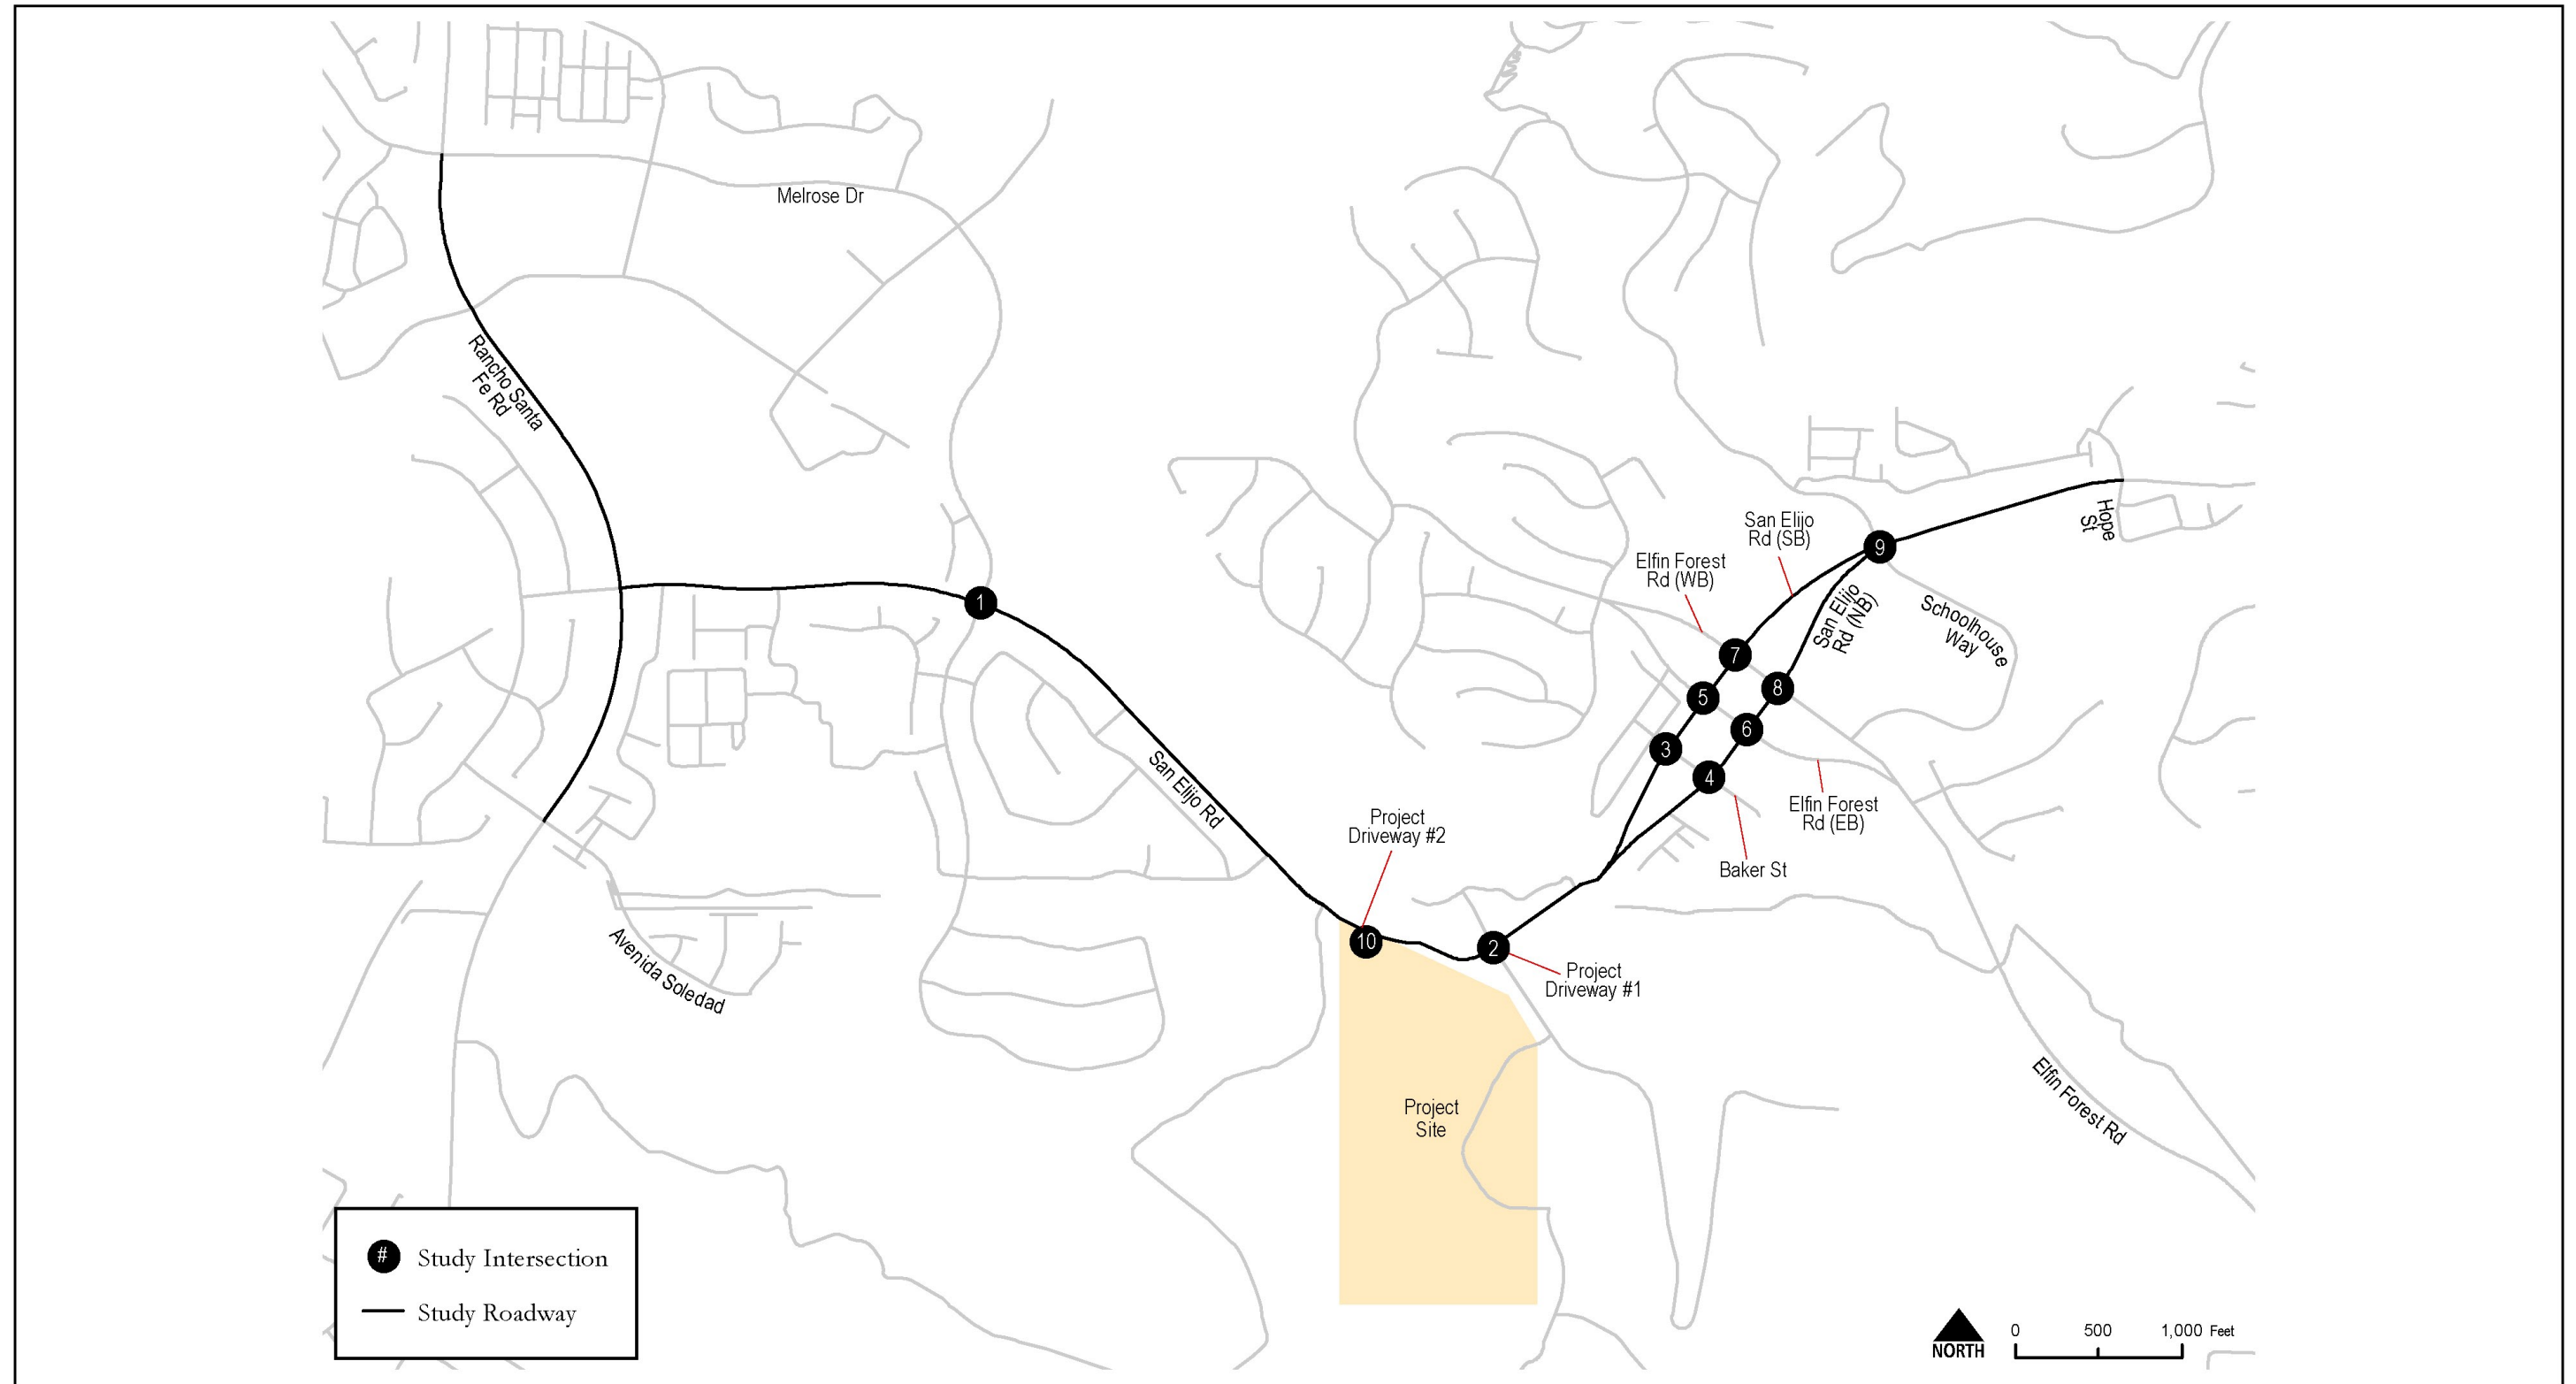 Melrose Dr
Rancho Santa
Fe Rd
Hope
St
San Elijo
Rd (SB)
Elfin Forest
Rd (WB)
9
San Elijo
Rd (NB)
Schoolhouse
Way
1
7
8
5
6
3
4
San Elijo Rd
Elfin Forest
Rd (EB)
Project
Driveway #2
Baker St
10
2
Avenida Soledad
Project
Driveway #1
Project
Site
Elfin Forest Rd
# Study Intersection
Study Roadway
NORTH
0 500 1,000 Feet